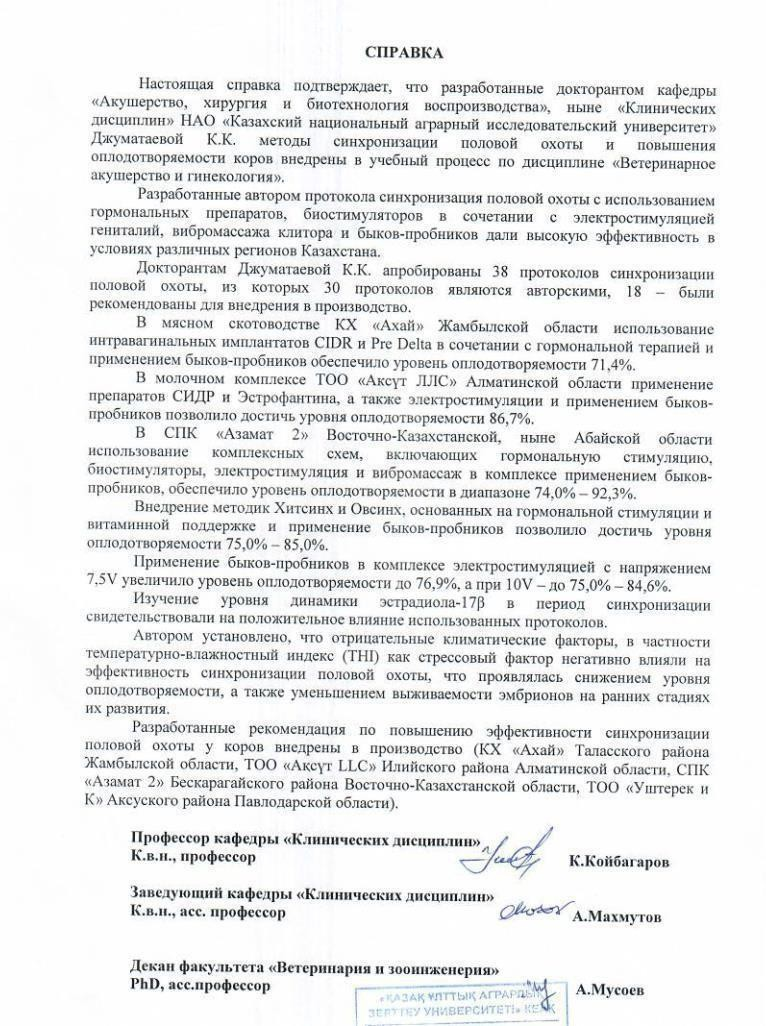 СПРАВКА
Настоящая справка подтверждает, что разработанные докторантом кафедры
«Акушерство, хирургия и биотехнология воспроизводства», ныне «Клинических
дисциплин» НАО «Казахский национальный аграрный исследовательский университет»
Джуматаевой К.К. методы синхронизации половой охоты и повышения
оплодотворяемости коров внедрены в учебный процесс по дисциплине «Ветеринарное
акушерство и гинекология».
Разработанные автором протокола синхронизация половой охоты с использованием
гормональных препаратов, биостимуляторов в сочетании с электростимуляцией
гениталий, вибромассажа клитора и быков-пробников дали высокую эффективность в
условиях различных регионов Казахстана.
Докторантам Джуматаевой К.К. апробированы 38 протоколов синхронизации
половой охоты, из которых 30 протоколов являются авторскими, 18 – были
рекомендованы для внедрения в производство.
В мясном скотоводстве КХ «Ахай» Жамбылской области использование
интравагинальных имплантатов CIDR и Pre Delta в сочетании с гормональной терапией и
применением быков-пробников обеспечило уровень оплодотворяемости 71,4%.
В молочном комплексе ТОО «Аксүт ЛЛС» Алматинской области применение
препаратов СИДР и Эстрофантина, а также электростимуляции и применением быков-
пробников позволило достичь уровня оплодотворяемости 86,7%.
В СПК «Азамат 2» Восточно-Казахстанской, ныне Абайской области
использование комплексных схем, включающих гормональную стимуляцию,
биостимуляторы, электростимуляция и вибромассаж в комплексе применением быков-
пробников, обеспечило уровень оплодотворяемости в диапазоне 74,0% – 92,3%.
Внедрение методик Хитсинх и Овсинх, основанных на гормональной стимуляции и
витаминной поддержке и применение быков-пробников позволило достичь уровня
оплодотворяемости 75,0% – 85,0%.
Применение быков-пробников в комплексе электростимуляцией с напряжением
7,5V увеличило уровень оплодотворяемости до 76,9%, а при 10V – до 75,0% – 84,6%.
Изучение уровня динамики эстрадиола-17β в период синхронизации
свидетельствовали на положительное влияние использованных протоколов.
Автором установлено, что отрицательные климатические факторы, в частности
температурно-влажностный индекс (THI) как стрессовый фактор негативно влияли на
эффективность синхронизации половой охоты, что проявлялась снижением уровня
оплодотворяемости, а также уменьшением выживаемости эмбрионов на ранних стадиях
их развития.
Разработанные рекомендация по повышению эффективности синхронизации
половой охоты у коров внедрены в производство (КХ «Ахай» Таласского района
Жамбылской области, ТОО «Аксүт LLC» Илийского района Алматинской области, СПК
«Азамат 2» Бескарагайского района Восточно-Казахстанской области, ТОО «Уштерек и
К» Аксуского района Павлодарской области).
Профессор кафедры «Клинических дисциплин»
К.в.н., профессор К.Койбагаров
Заведующий кафедры «Клинических дисциплин»
К.в.н., асс. профессор А.Махмутов
Декан факультета «Ветеринария и зооинженерия»
PhD, асс.профессор А.Мусоев
«ҚАЗАҚ ҰЛТТЫҚ АГРАРДЫҚ
ЗЕРТТЕУ УНИВЕРСИТЕТІ» КЕАҚ